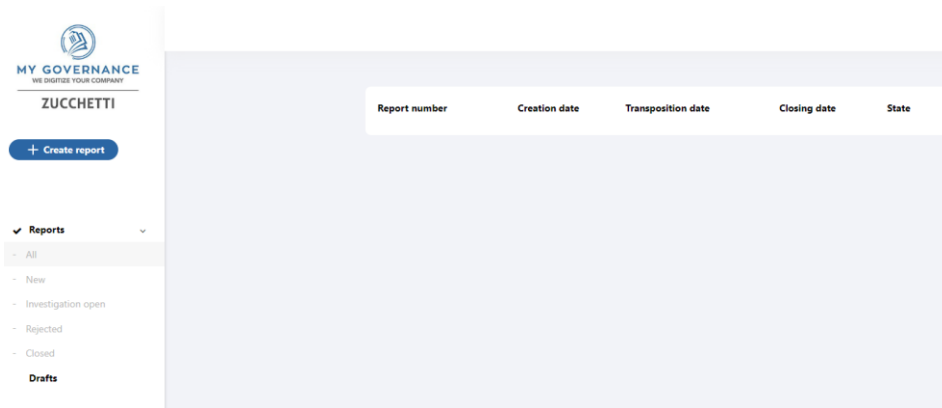 MY GOVERNANCE
WE DIGITIZE YOUR COMPANY
ZUCCHETTI
+ Create report
Reports
- All
- New
- Investigation open
- Rejected
- Closed
Drafts
Report number Creation date Transposition date Closing date State